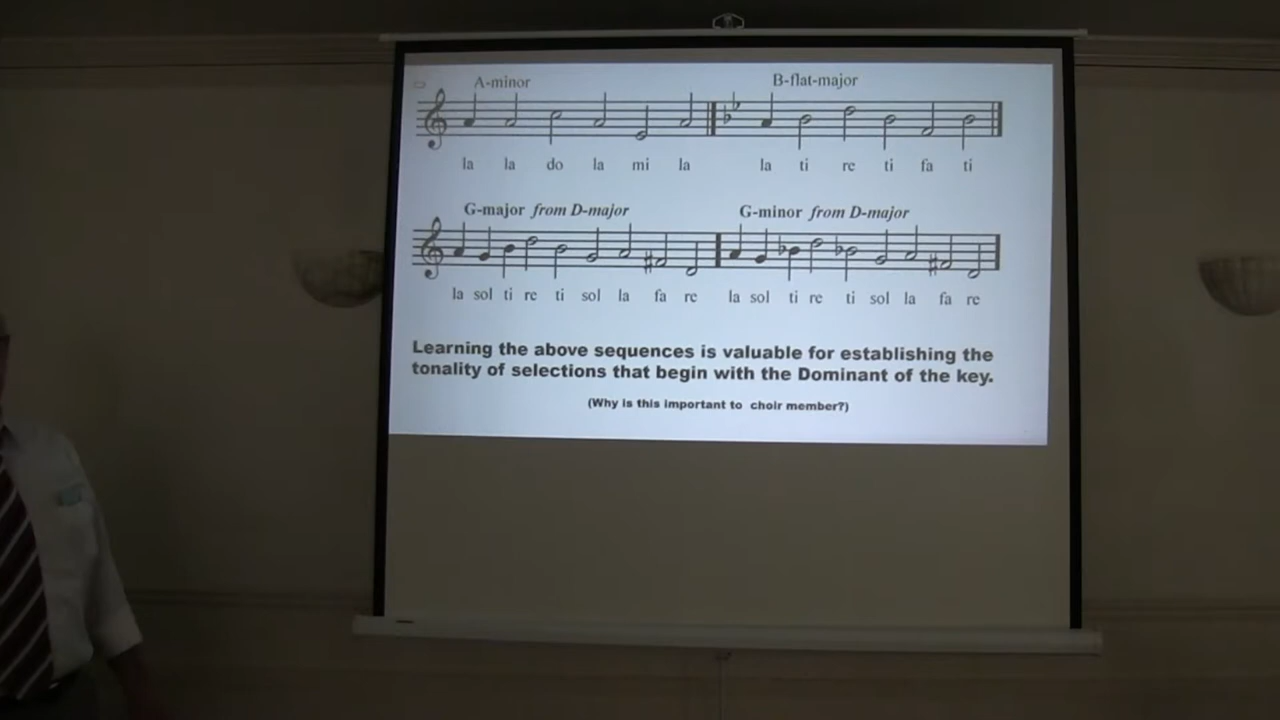 A-minor B-flat-major
la la do la mi la la ti re ti fa ti
G-major from D-major G-minor from D-major
la sol ti re ti sol la fa re la sol ti re ti sol la fa re
Learning the above sequences is valuable for establishing the
tonality of selections that begin with the Dominant of the key.
(Why is this important to choir member?)